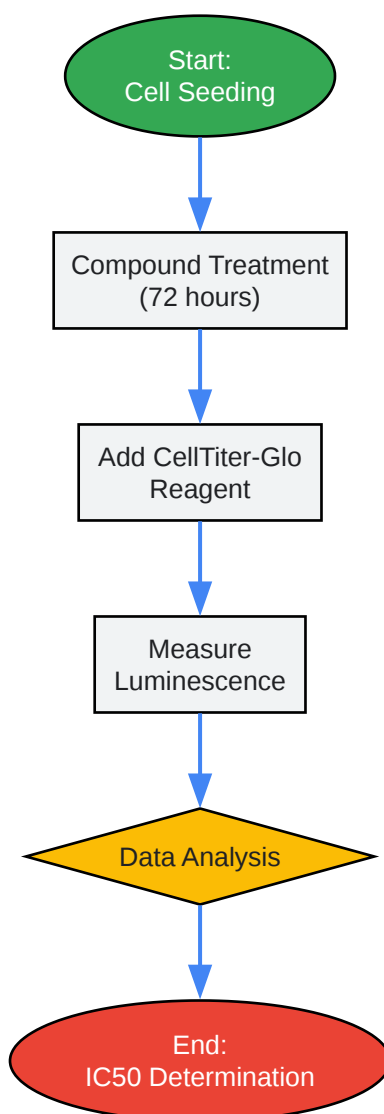 Start:
Cell Seeding
Compound Treatment
(72 hours)
Add CellTiter-Glo
Reagent
Measure
Luminescence
Data Analysis
End:
IC50 Determination